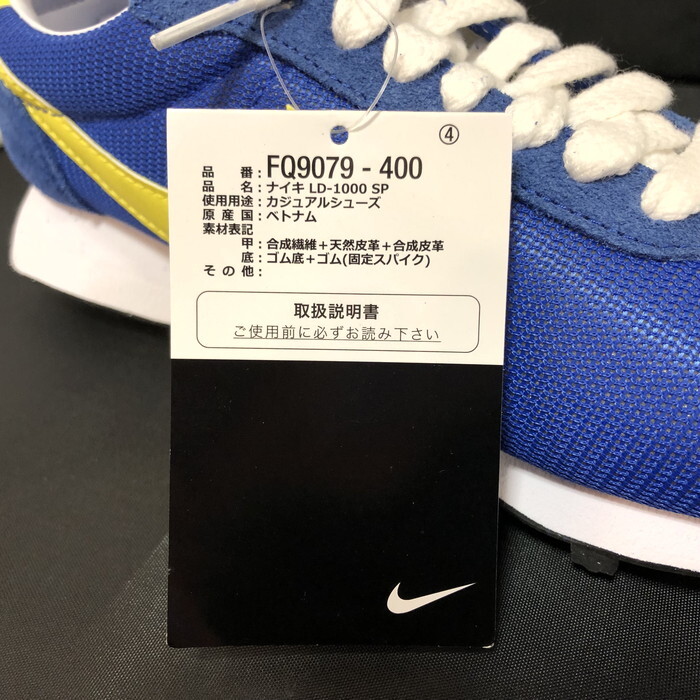 ④
品 番:FQ9079 - 400
品 名:ナイキ LD-1000 SP
使用用途:カジュアルシューズ
原 産 国:ベトナム
素材表記
甲:合成繊維+天然皮革+合成皮革
底:ゴム底+ゴム(固定スパイク)
そ の 他:
取扱説明書
ご使用前に必ずお読み下さい